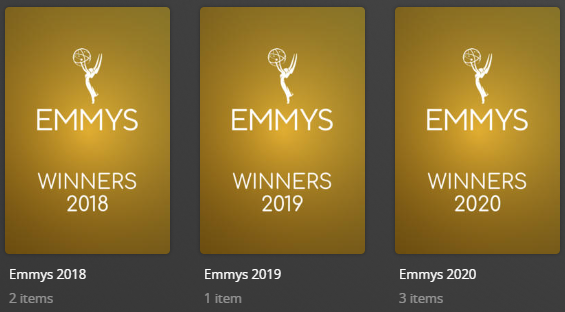 EMMYS
WINNERS
2018
Emmys 2018
2 items
EMMYS
WINNERS
2019
Emmys 2019
1 item
EMMYS
WINNERS
2020
Emmys 2020
3 items